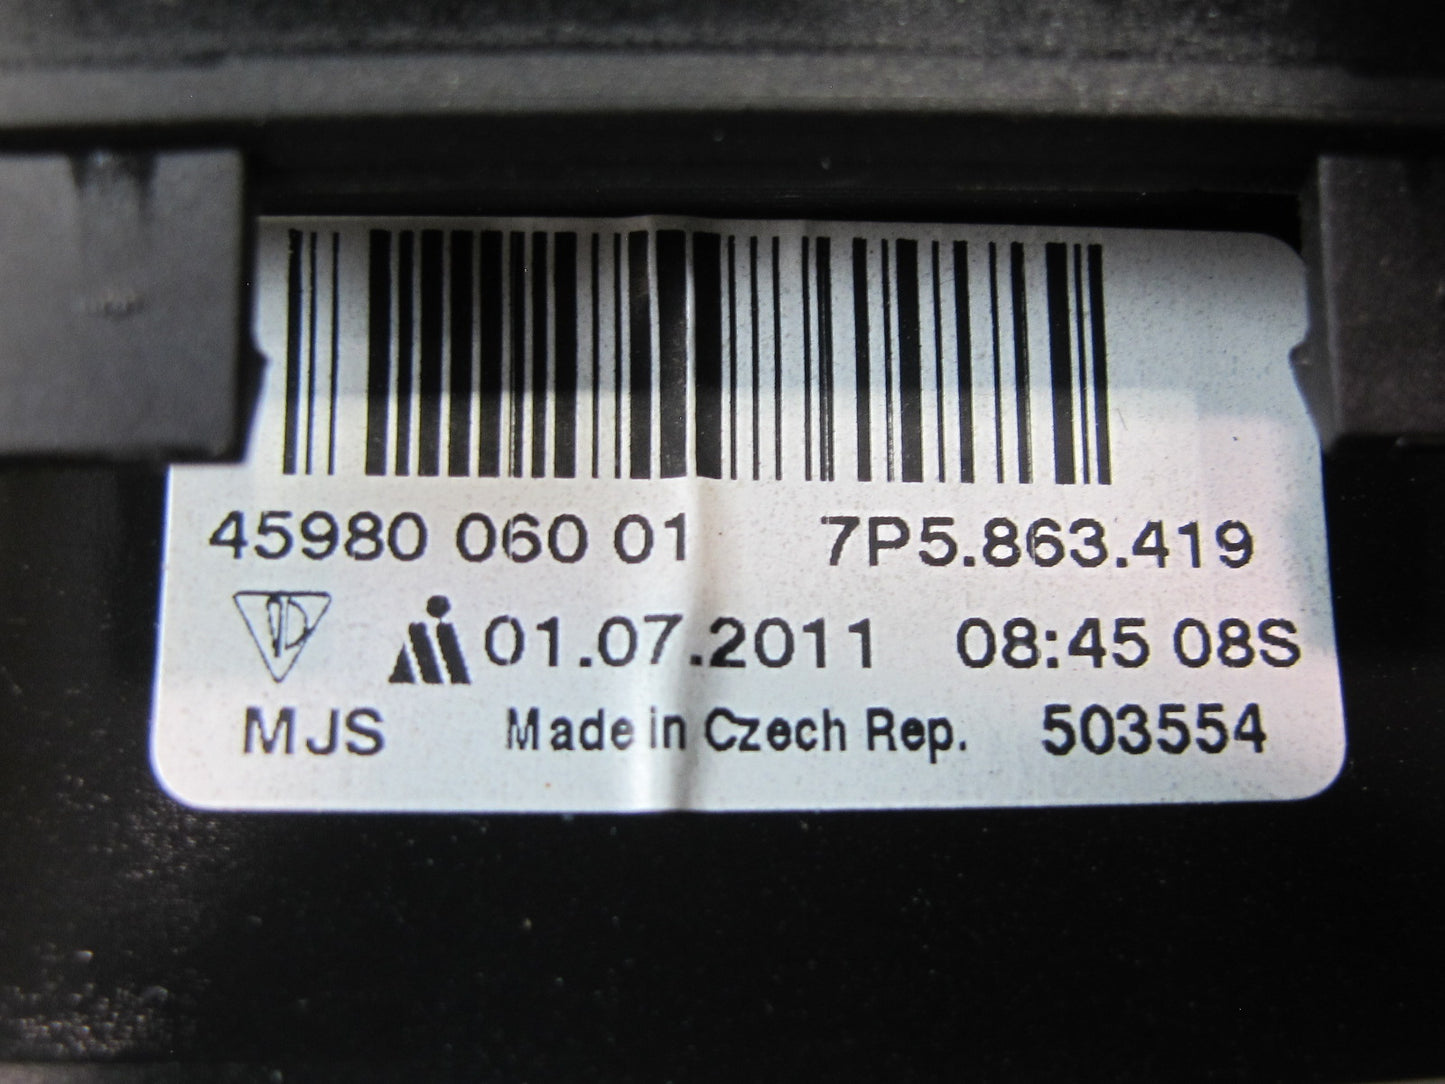 45980 060 01 7P5.863.419
01.07.2011 08:45 08S
MJS Made in Czech Rep. 503554